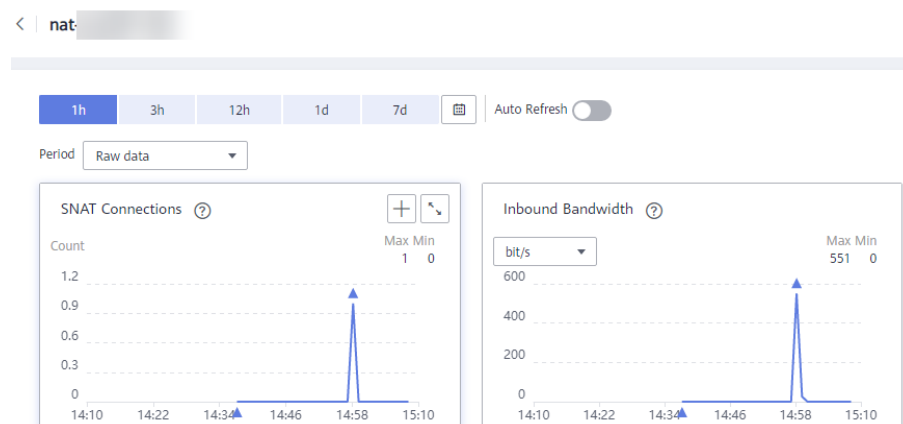 nat-
1h 3h 12h 1d 7d Auto Refresh
Period Raw data
SNAT Connections ?
Count Max Min
1 0
1.2
0.9
0.6
0.3
0
14:10 14:22 14:34 14:46 14:58 15:10
Inbound Bandwidth ?
bit/s Max Min
551 0
600
400
200
0
14:10 14:22 14:34 14:46 14:58 15:10